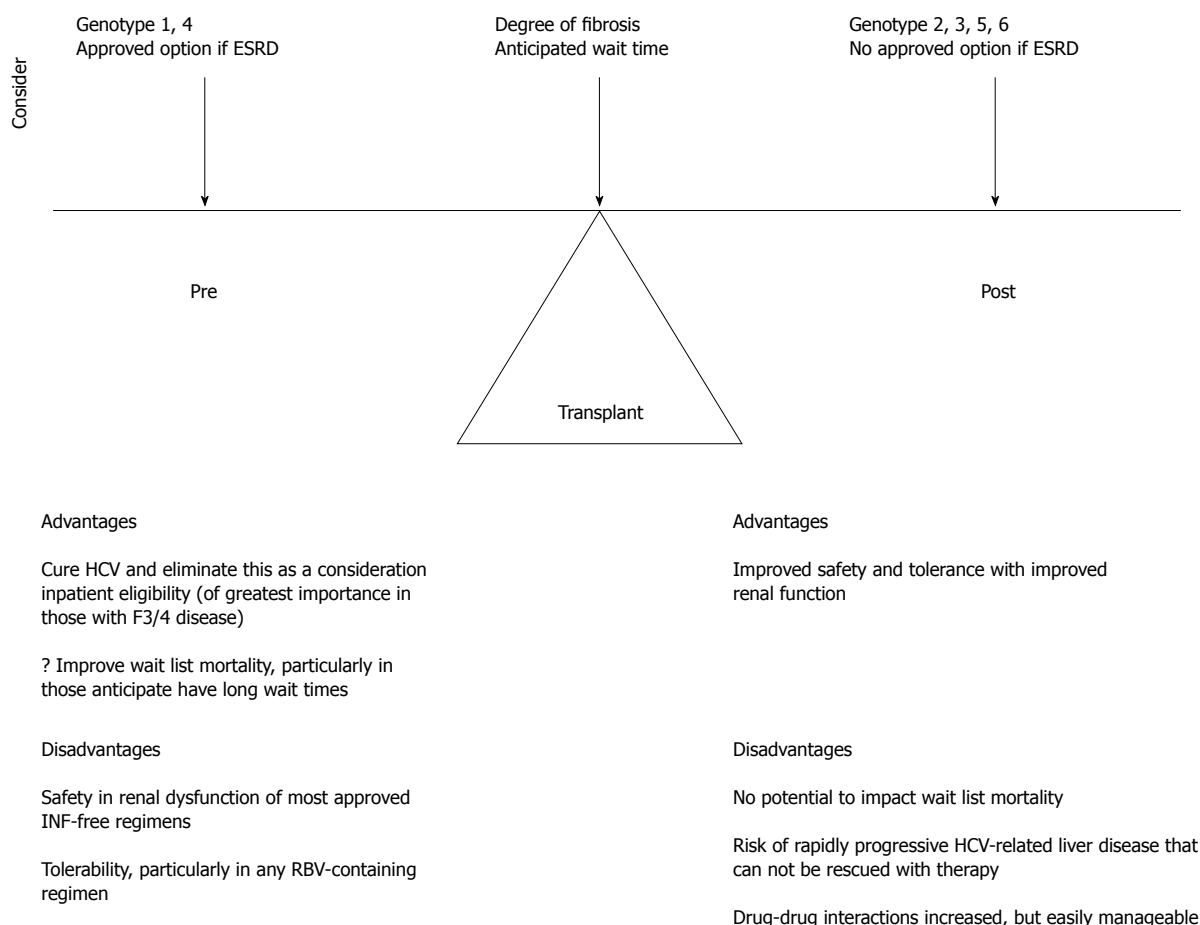 Consider
Genotype 1, 4
Approved option if ESRD
Degree of fibrosis
Anticipated wait time
Genotype 2, 3, 5, 6
No approved option if ESRD
Pre
Post
Transplant
Advantages
Cure HCV and eliminate this as a consideration
inpatient eligibility (of greatest importance in
those with F3/4 disease)
? Improve wait list mortality, particularly in
those anticipate have long wait times
Disadvantages
Safety in renal dysfunction of most approved
INF-free regimens
Tolerability, particularly in any RBV-containing
regimen
Advantages
Improved safety and tolerance with improved
renal function
Disadvantages
No potential to impact wait list mortality
Risk of rapidly progressive HCV-related liver disease that
can not be rescued with therapy
Drug-drug interactions increased, but easily manageable